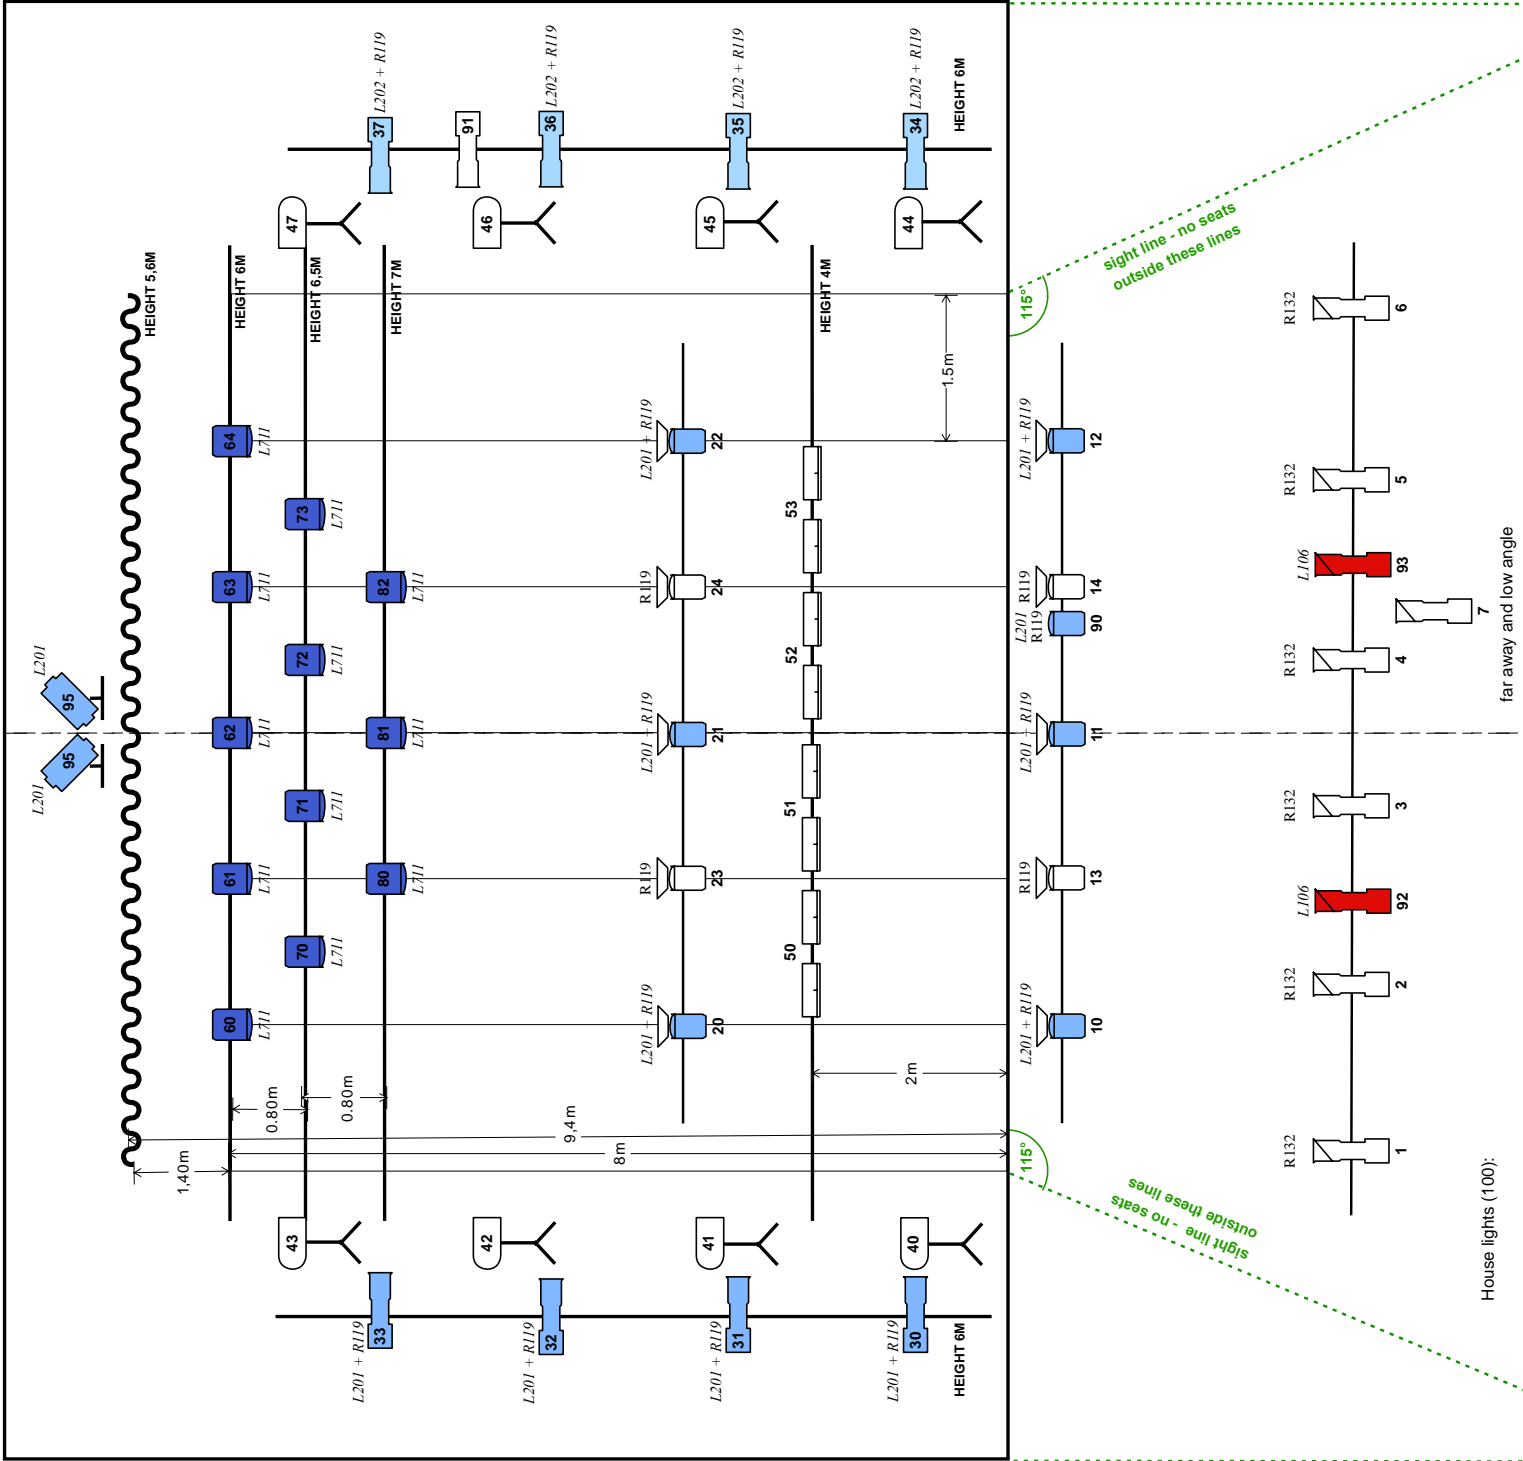 L201
95
L201
95
HEIGHT 5,6M
HEIGHT 6M
HEIGHT 6,5M
HEIGHT 7M
60
L711
61
L711
62
L711
63
L711
64
L711
70
L711
71
L711
72
L711
73
L711
80
L711
81
L711
82
L711
1,40m
0.80m
0.80m
9,4m
8m
2m
1.5m
43
42
41
40
47
46
45
44
L201 + R119
33
L201 + R119
32
L201 + R119
31
L201 + R119
30
HEIGHT 6M
37
L202 + R119
91
36
L202 + R119
35
L202 + R119
34
L202 + R119
HEIGHT 6M
L201 + R119
20
R119
23
L201 + R119
21
R119
24
L201 + R119
22
HEIGHT 4M
50
51
52
53
115°
sight line - no seats
outside these lines
115°
sight line - no seats
outside these lines
L201 + R119
10
R119
13
L201 + R119
11
L201
R119
90
R119
14
L201 + R119
12
R132
1
R132
2
L106
92
R132
3
R132
4
7
L106
93
R132
5
R132
6
House lights (100):
far away and low angle